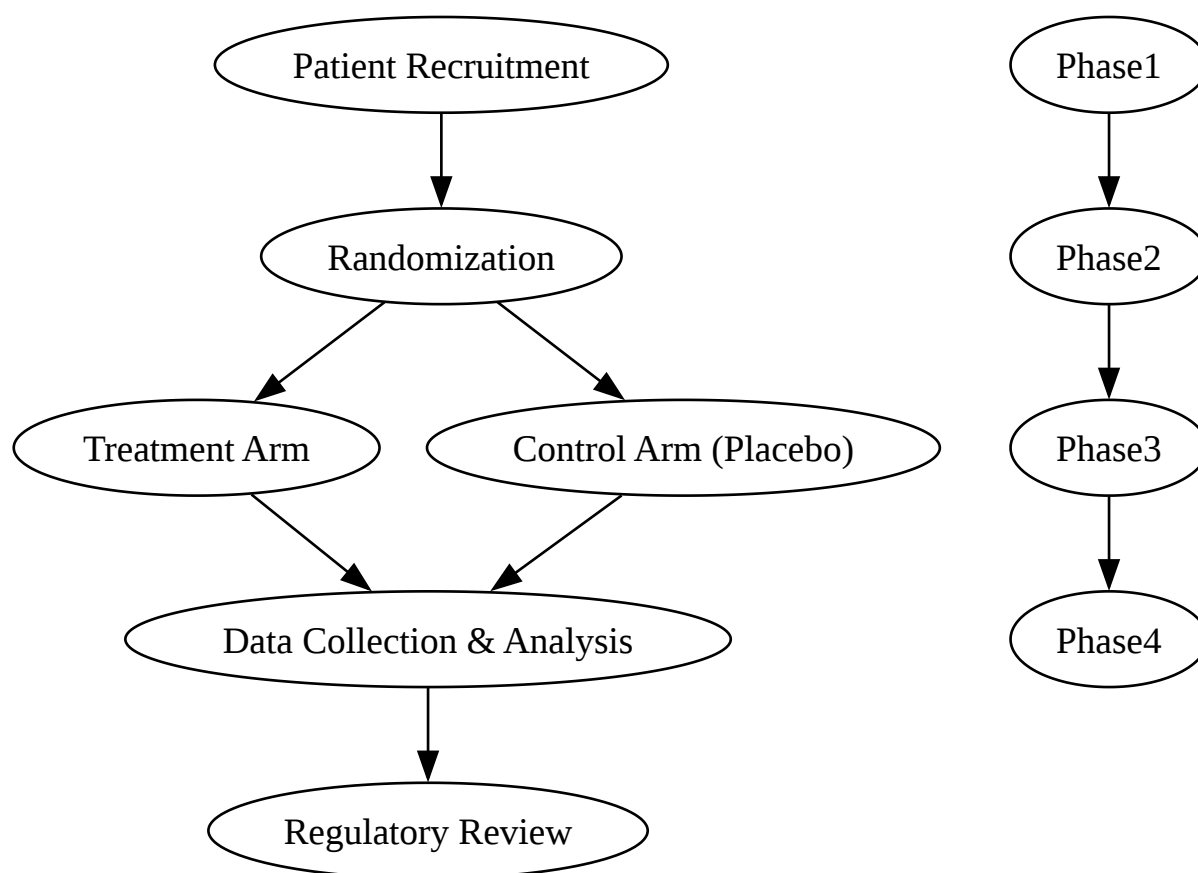 Patient Recruitment
Phase1
Randomization
Phase2
Treatment Arm
Control Arm (Placebo)
Phase3
Data Collection & Analysis
Phase4
Regulatory Review